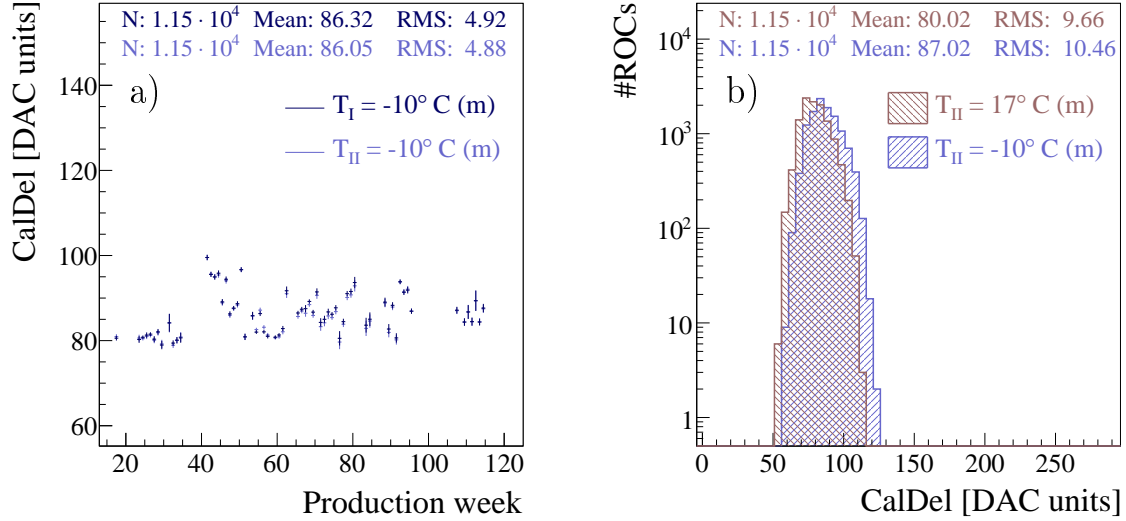 N: 1.15 · 10^4 Mean: 86.32 RMS: 4.92
N: 1.15 · 10^4 Mean: 86.05 RMS: 4.88
a)
T_I = -10° C (m)
T_II = -10° C (m)
CalDel [DAC units]
140
120
100
80
60
20 40 60 80 100 120
Production week
N: 1.15 · 10^4 Mean: 80.02 RMS: 9.66
N: 1.15 · 10^4 Mean: 87.02 RMS: 10.46
b)
T_II = 17° C (m)
T_II = -10° C (m)
#ROCs
10^4
10^3
10^2
10
1
0 50 100 150 200 250
CalDel [DAC units]